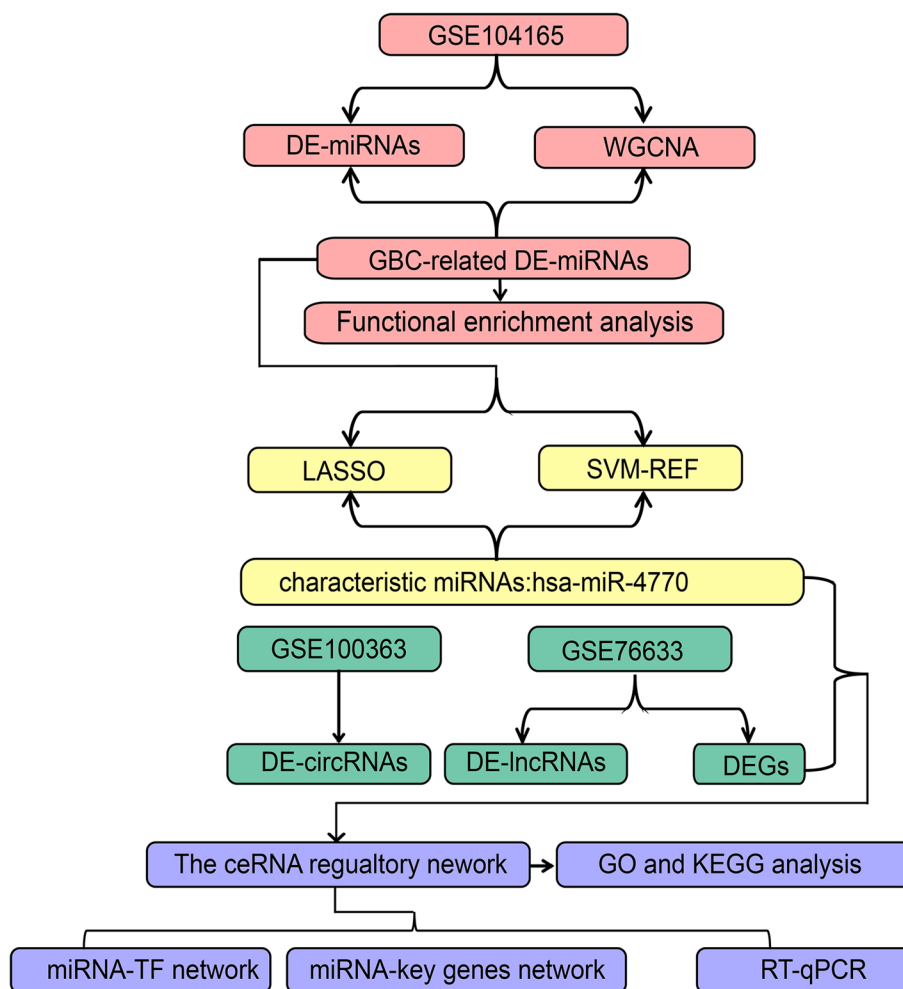 GSE104165
DE-miRNAs
WGCNA
GBC-related DE-miRNAs
Functional enrichment analysis
LASSO
SVM-REF
characteristic miRNAs:hsa-miR-4770
GSE100363
GSE76633
DE-circRNAs
DE-lncRNAs
DEGs
The ceRNA regualtory nework
GO and KEGG analysis
miRNA-TF network
miRNA-key genes network
RT-qPCR